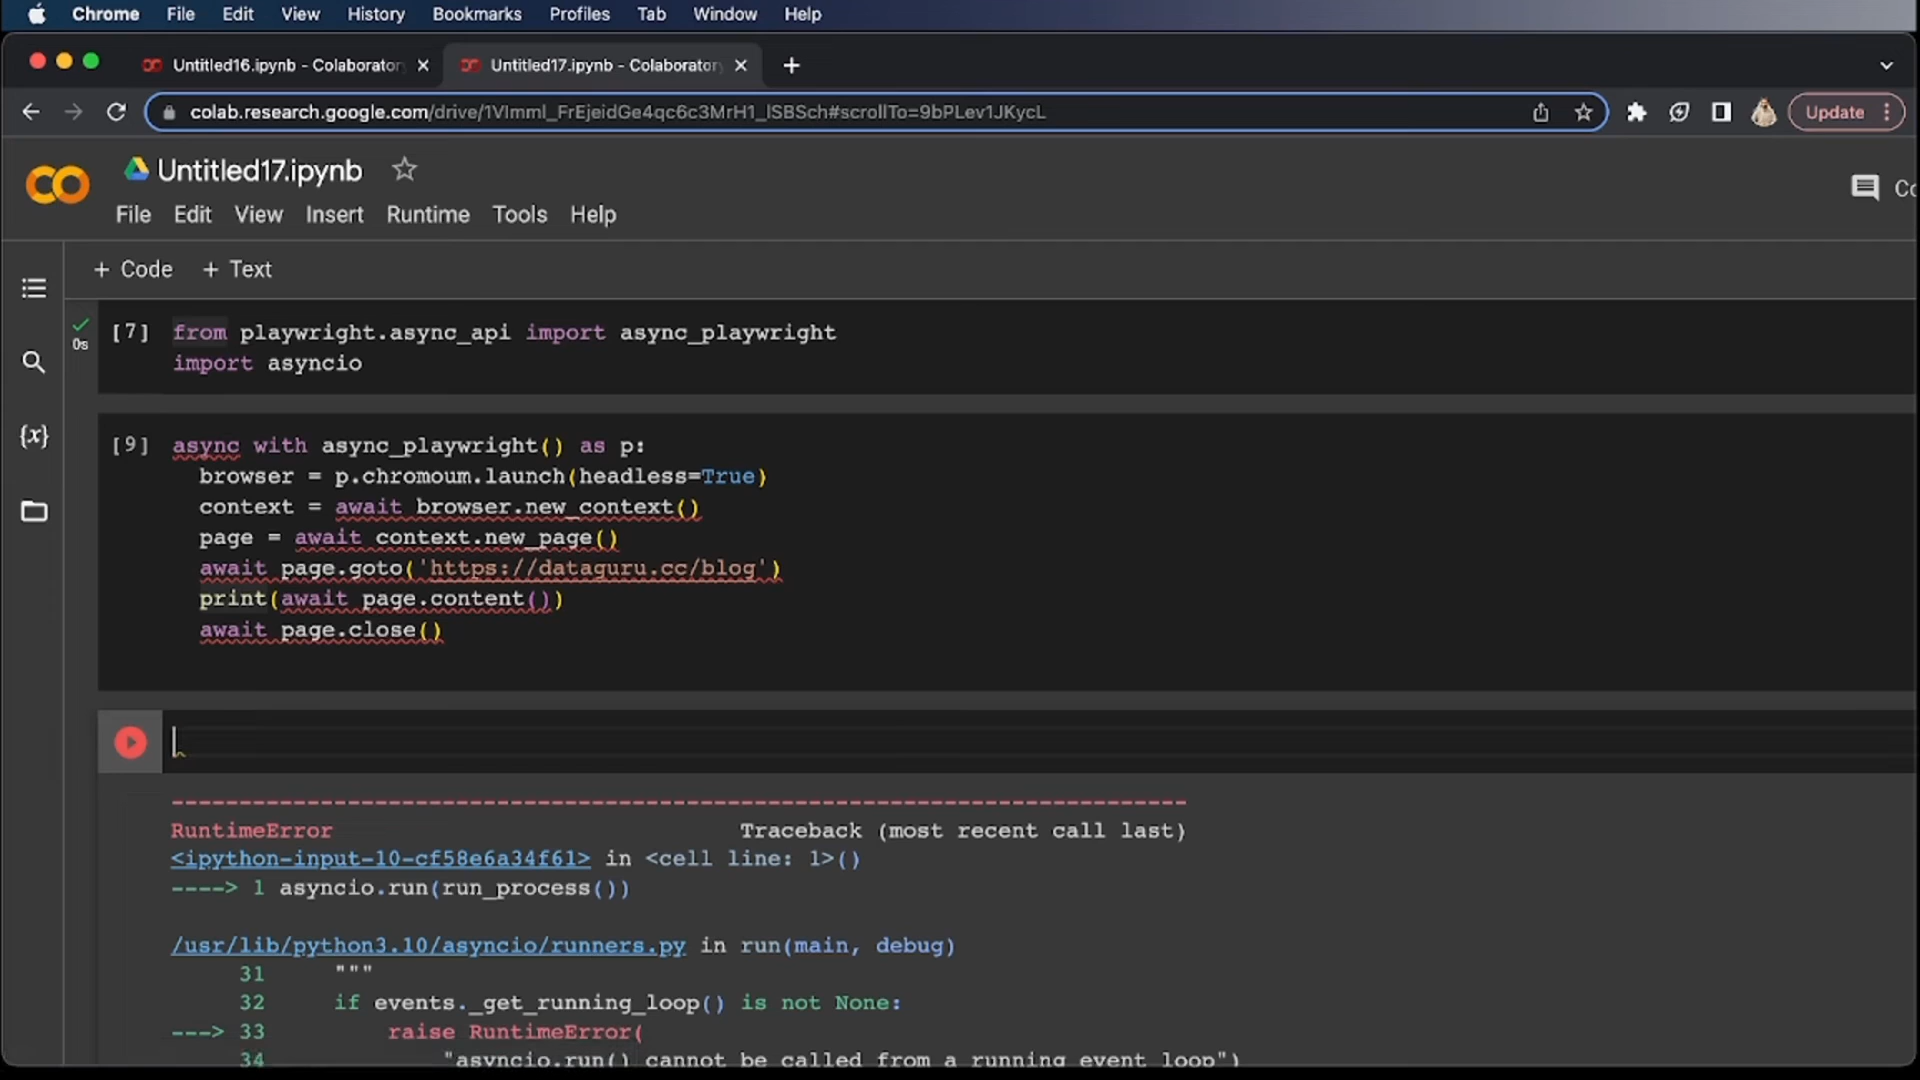 Chrome File Edit View History Bookmarks Profiles Tab Window Help
Untitled16.ipynb - Colaborator Untitled17.ipynb - Colaborator
colab.research.google.com/drive/1VImml_FrEjeidGe4qc6c3MrH1_lSBSch#scrollTo=9bPLev1JKycL Update
Untitled17.ipynb
File Edit View Insert Runtime Tools Help
Co
+ Code + Text
[7] from playwright.async_api import async_playwright
0s
import asyncio
[9] async with async_playwright() as p:
browser = p.chromoum.launch(headless=True)
context = await browser.new_context()
page = await context.new_page()
await page.goto('https://dataguru.cc/blog')
print(await page.content())
await page.close()
{x}
---------------------------------------------------------------------------
RuntimeError Traceback (most recent call last)
<ipython-input-10-cf58e6a34f61> in <cell line: 1>()
----> 1 asyncio.run(run_process())
/usr/lib/python3.10/asyncio/runners.py in run(main, debug)
31 """
32 if events._get_running_loop() is not None:
---> 33 raise RuntimeError(
34 "asyncio.run() cannot be called from a running event loop")